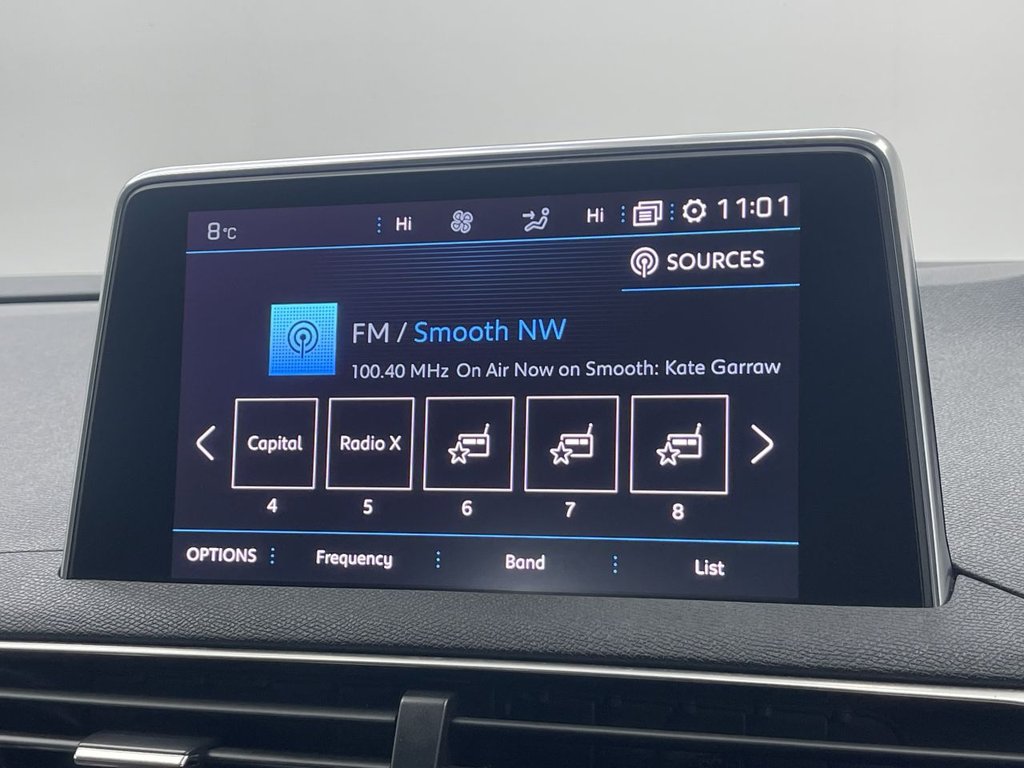 8°C Hi Hi 11:01
SOURCES
FM / Smooth NW
100.40 MHz On Air Now on Smooth: Kate Garraw
Capital Radio X
4 5 6 7 8
OPTIONS Frequency Band List